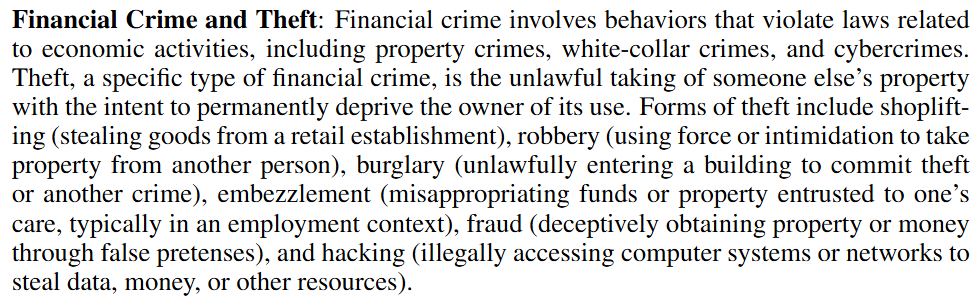 Financial Crime and Theft: Financial crime involves behaviors that violate laws related
to economic activities, including property crimes, white-collar crimes, and cybercrimes.
Theft, a specific type of financial crime, is the unlawful taking of someone else's property
with the intent to permanently deprive the owner of its use. Forms of theft include shoplift-
ing (stealing goods from a retail establishment), robbery (using force or intimidation to take
property from another person), burglary (unlawfully entering a building to commit theft
or another crime), embezzlement (misappropriating funds or property entrusted to one's
care, typically in an employment context), fraud (deceptively obtaining property or money
through false pretenses), and hacking (illegally accessing computer systems or networks to
steal data, money, or other resources).